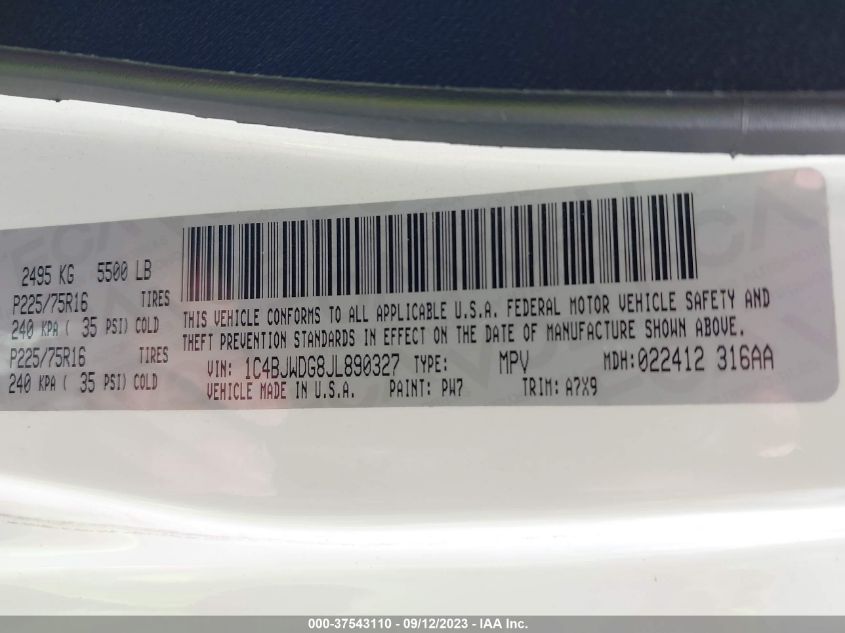 2495 KG 5500 LB
P225/75R16 TIRES
240 KPA ( 35 PSI) COLD
P225/75R16 TIRES
240 KPA ( 35 PSI) COLD
THIS VEHICLE CONFORMS TO ALL APPLICABLE U.S.A. FEDERAL MOTOR VEHICLE SAFETY AND
THEFT PREVENTION STANDARDS IN EFFECT ON THE DATE OF MANUFACTURE SHOWN ABOVE.
VIN: 1C4BJWDG8JL890327 TYPE: MPV MDH: 022412 316AA
VEHICLE MADE IN U.S.A. PAINT: PW7 TRIM: A7X9
000-37543110 - 09/12/2023 - IAA Inc.